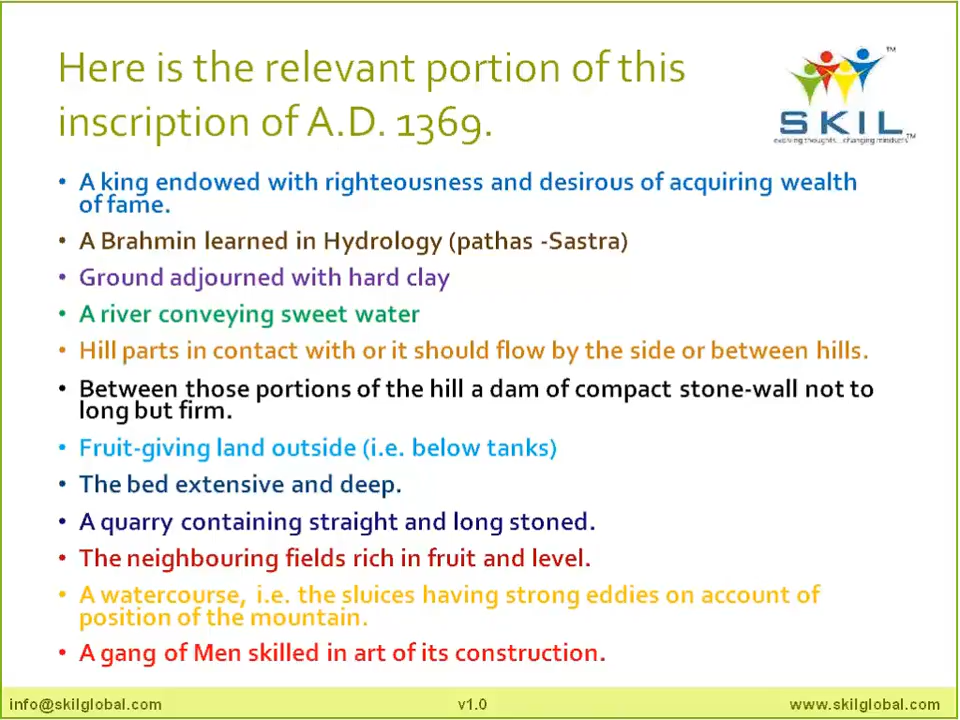 Here is the relevant portion of this
inscription of A.D. 1369.
TM
SKIL
TM
exploring thoughts...changing mindsets
• A king endowed with righteousness and desirous of acquiring wealth
of fame.
• A Brahmin learned in Hydrology (pathas -Sastra)
• Ground adjourned with hard clay
• A river conveying sweet water
• Hill parts in contact with or it should flow by the side or between hills.
• Between those portions of the hill a dam of compact stone-wall not to
long but firm.
• Fruit-giving land outside (i.e. below tanks)
• The bed extensive and deep.
• A quarry containing straight and long stoned.
• The neighbouring fields rich in fruit and level.
• A watercourse, i.e. the sluices having strong eddies on account of
position of the mountain.
• A gang of Men skilled in art of its construction.
info@skilglobal.com
v1.0
www.skilglobal.com